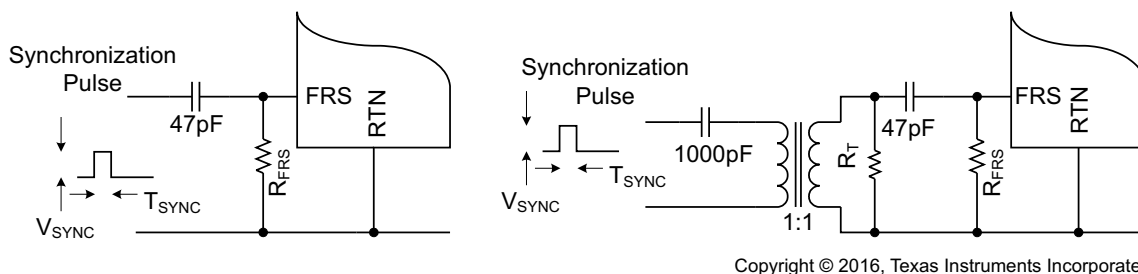 Synchronization
Pulse
47pF
FRS
RTN
R_FRS
T_SYNC
V_SYNC
Synchronization
Pulse
1000pF
T_SYNC
V_SYNC
1:1
R_T
47pF
FRS
RTN
R_FRS
Copyright © 2016, Texas Instruments Incorporate